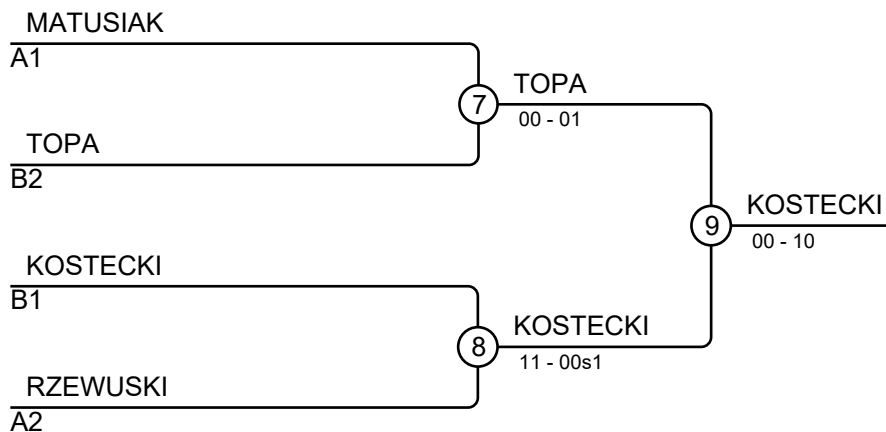 MATUSIAK
A1
7
TOPA
00 - 01
TOPA
B2
9
KOSTECKI
00 - 10
KOSTECKI
B1
8
KOSTECKI
11 - 00s1
RZEWUSKI
A2